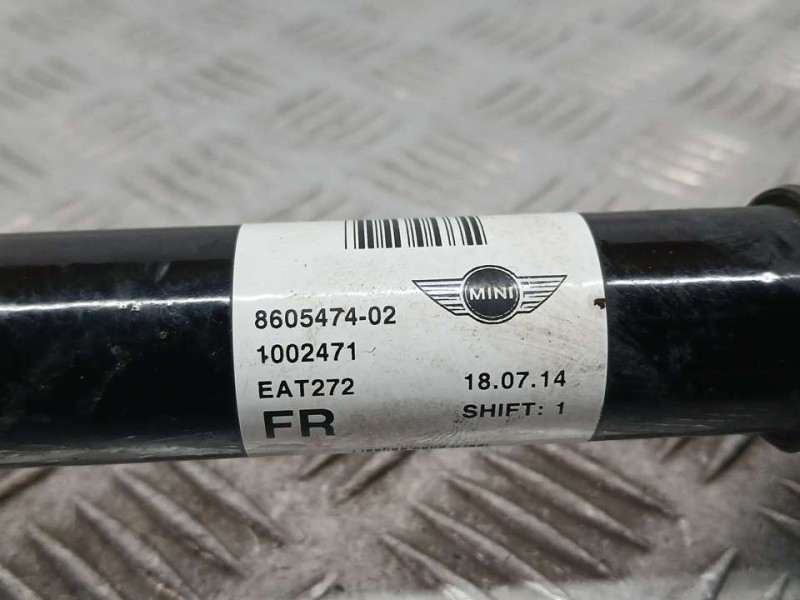 MINI
8605474-02
1002471
EAT272
18.07.14
FR
SHIFT: 1